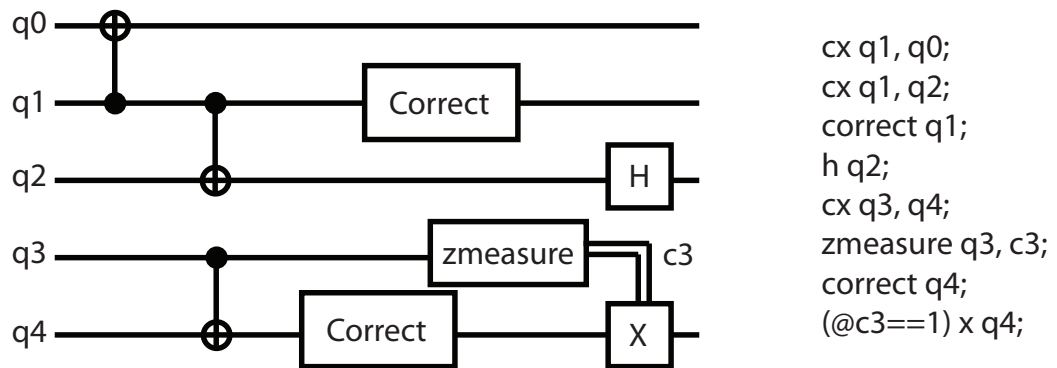 q0
q1
Correct
q2
H
q3
zmeasure
c3
q4
Correct
X
cx q1, q0;
cx q1, q2;
correct q1;
h q2;
cx q3, q4;
zmeasure q3, c3;
correct q4;
(@c3==1) x q4;